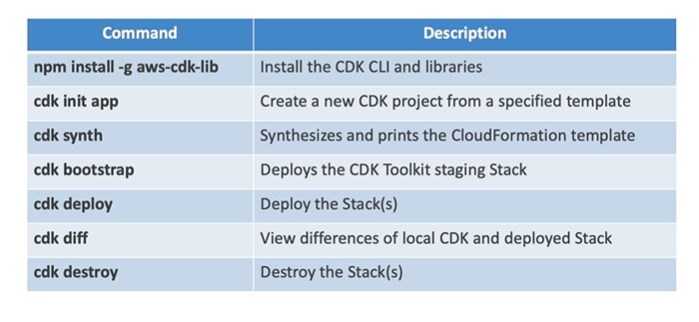 Command Description
npm install -g aws-cdk-lib Install the CDK CLI and libraries
cdk init app Create a new CDK project from a specified template
cdk synth Synthesizes and prints the CloudFormation template
cdk bootstrap Deploys the CDK Toolkit staging Stack
cdk deploy Deploy the Stack(s)
cdk diff View differences of local CDK and deployed Stack
cdk destroy Destroy the Stack(s)